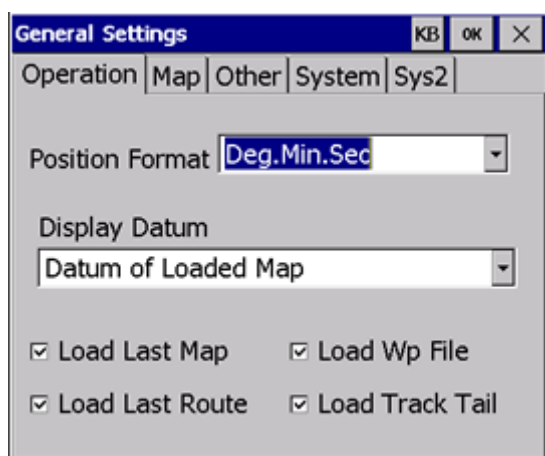 General Settings KB OK ×
Operation Map Other System Sys2
Position Format Deg.Min.Sec
Display Datum
Datum of Loaded Map
Load Last Map Load Wp File
Load Last Route Load Track Tail